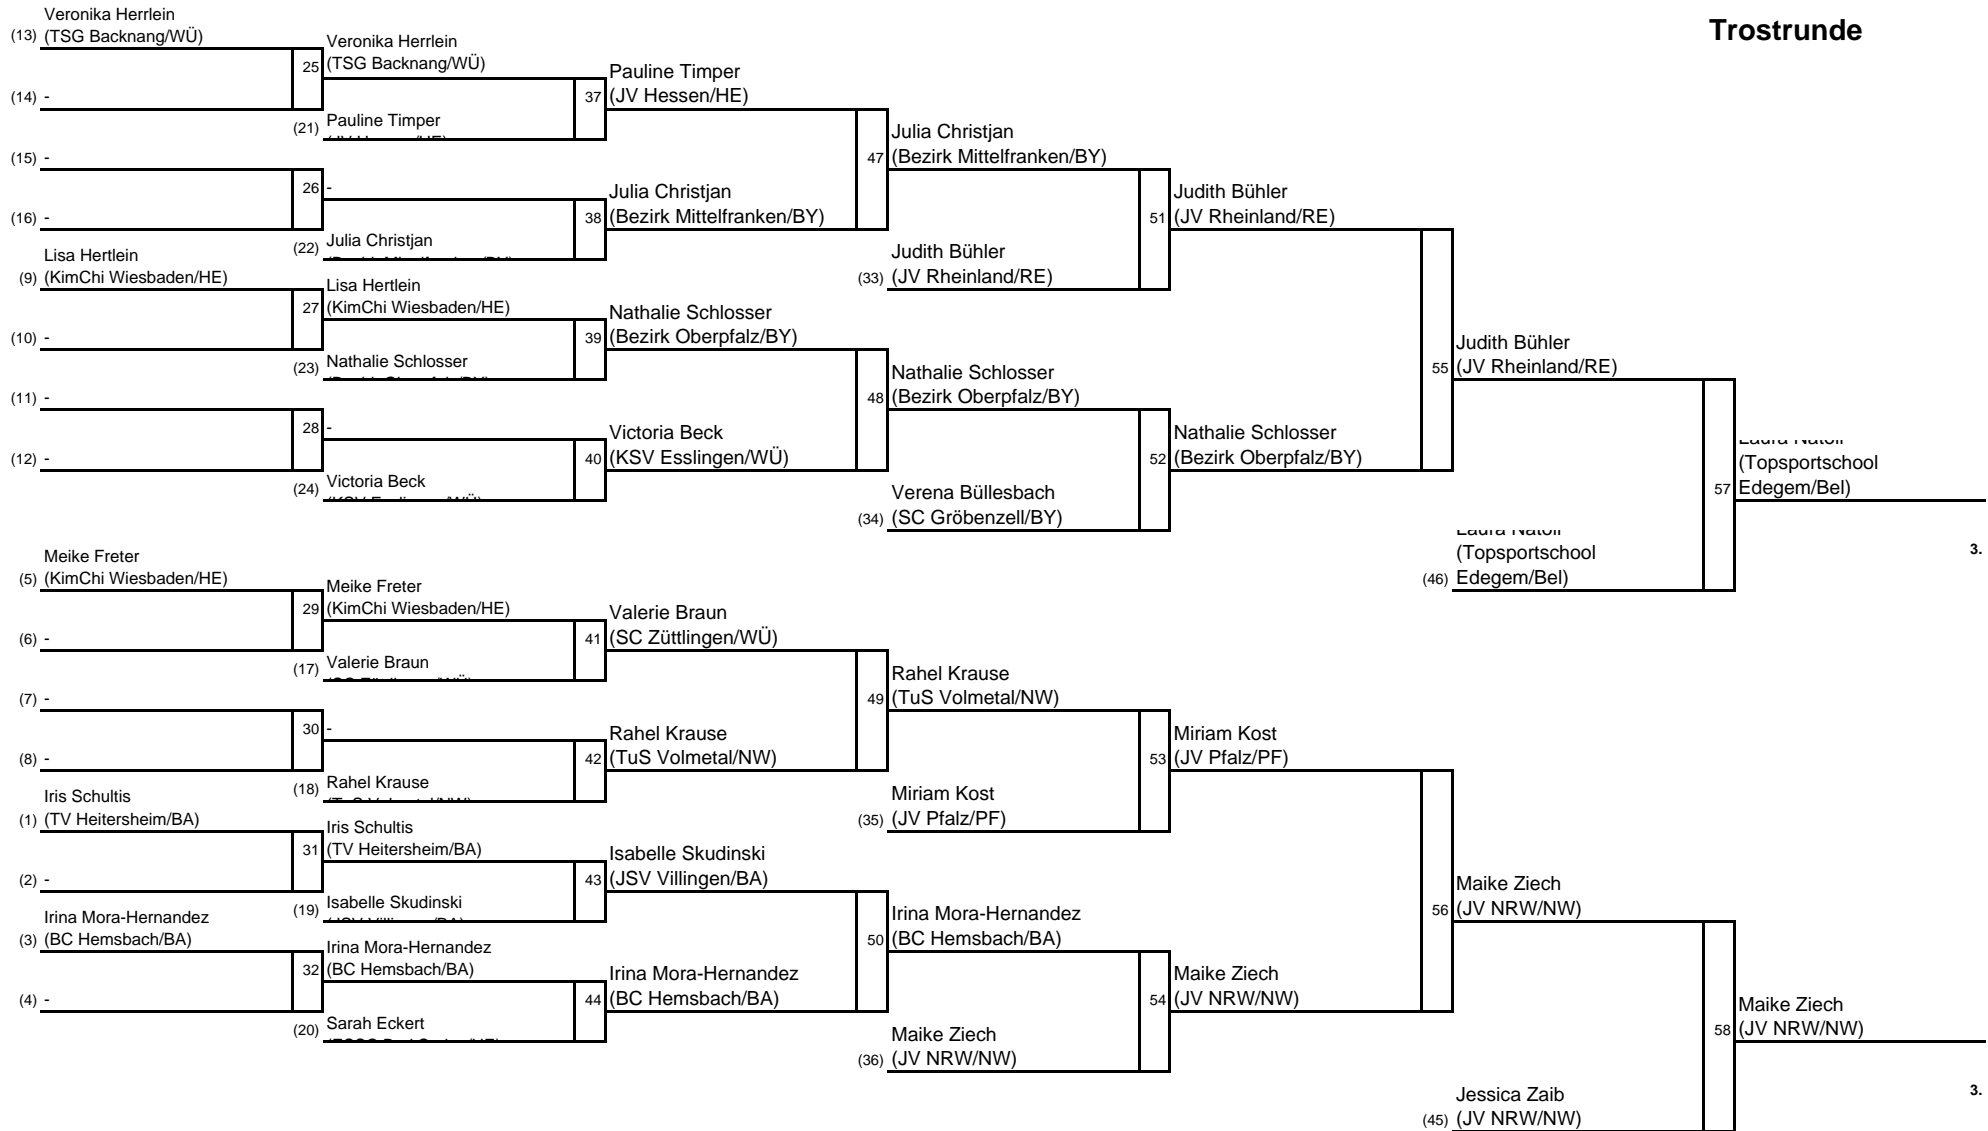 Trostrunde
Veronika Herrlein
(13) (TSG Backnang/WÜ)
(14) -
(15) -
(16) -
Lisa Hertlein
(9) (KimChi Wiesbaden/HE)
(10) -
(11) -
(12) -
Meike Freter
(5) (KimChi Wiesbaden/HE)
(6) -
(7) -
(8) -
Iris Schultis
(1) (TV Heitersheim/BA)
(2) -
Irina Mora-Hernandez
(3) (BC Hemsbach/BA)
(4) -
Veronika Herrlein
25 (TSG Backnang/WÜ)
(21) Pauline Timper
26 -
(22) Julia Christjan
Lisa Hertlein
27 (KimChi Wiesbaden/HE)
(23) Nathalie Schlosser
28 -
(24) Victoria Beck
Meike Freter
29 (KimChi Wiesbaden/HE)
(17) Valerie Braun
30 -
(18) Rahel Krause
Iris Schultis
31 (TV Heitersheim/BA)
(19) Isabelle Skudinski
Irina Mora-Hernandez
32 (BC Hemsbach/BA)
(20) Sarah Eckert
Pauline Timper
37 (JV Hessen/HE)
Julia Christjan
38 (Bezirk Mittelfranken/BY)
Nathalie Schlosser
39 (Bezirk Oberpfalz/BY)
Victoria Beck
40 (KSV Esslingen/WÜ)
Valerie Braun
41 (SC Züttlingen/WÜ)
Rahel Krause
42 (TuS Volmetal/NW)
Isabelle Skudinski
43 (JSV Villingen/BA)
Irina Mora-Hernandez
44 (BC Hemsbach/BA)
Julia Christjan
47 (Bezirk Mittelfranken/BY)
Judith Bühler
(33) (JV Rheinland/RE)
Nathalie Schlosser
48 (Bezirk Oberpfalz/BY)
Verena Büllesbach
(34) (SC Gröbenzell/BY)
Rahel Krause
49 (TuS Volmetal/NW)
Miriam Kost
(35) (JV Pfalz/PF)
Irina Mora-Hernandez
50 (BC Hemsbach/BA)
Maike Ziech
(36) (JV NRW/NW)
Judith Bühler
51 (JV Rheinland/RE)
Nathalie Schlosser
52 (Bezirk Oberpfalz/BY)
Miriam Kost
53 (JV Pfalz/PF)
Maike Ziech
54 (JV NRW/NW)
Judith Bühler
55 (JV Rheinland/RE)
(Topsportschool
(46) Edegem/Bel)
Maike Ziech
56 (JV NRW/NW)
Jessica Zaib
(45) (JV NRW/NW)
(Topsportschool
57 Edegem/Bel)
3.
Maike Ziech
58 (JV NRW/NW)
3.